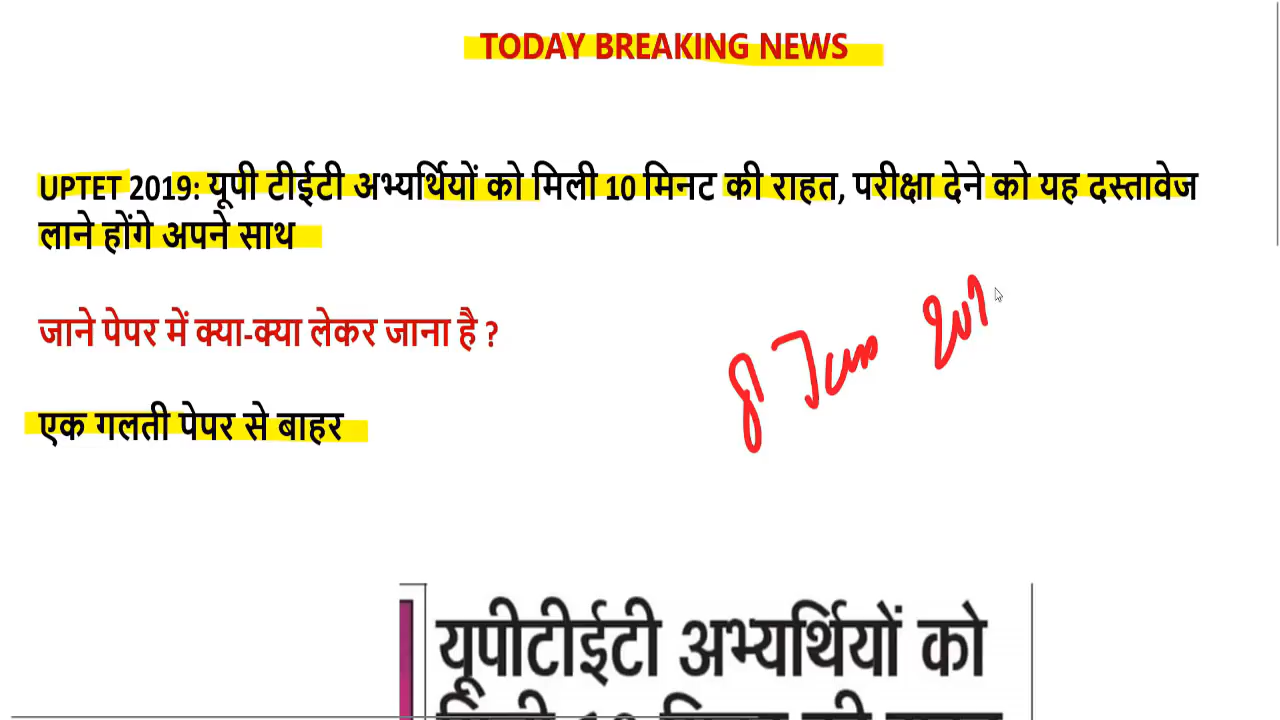 TODAY BREAKING NEWS
UPTET 2019: यूपी टीईटी अभ्यर्थियों को मिली 10 मिनट की राहत, परीक्षा देने को यह दस्तावेज
लाने होंगे अपने साथ
जाने पेपर में क्या-क्या लेकर जाना है ?
8 Jan
एक गलती पेपर से बाहर
यूपीटीईटी अभ्यर्थियों को